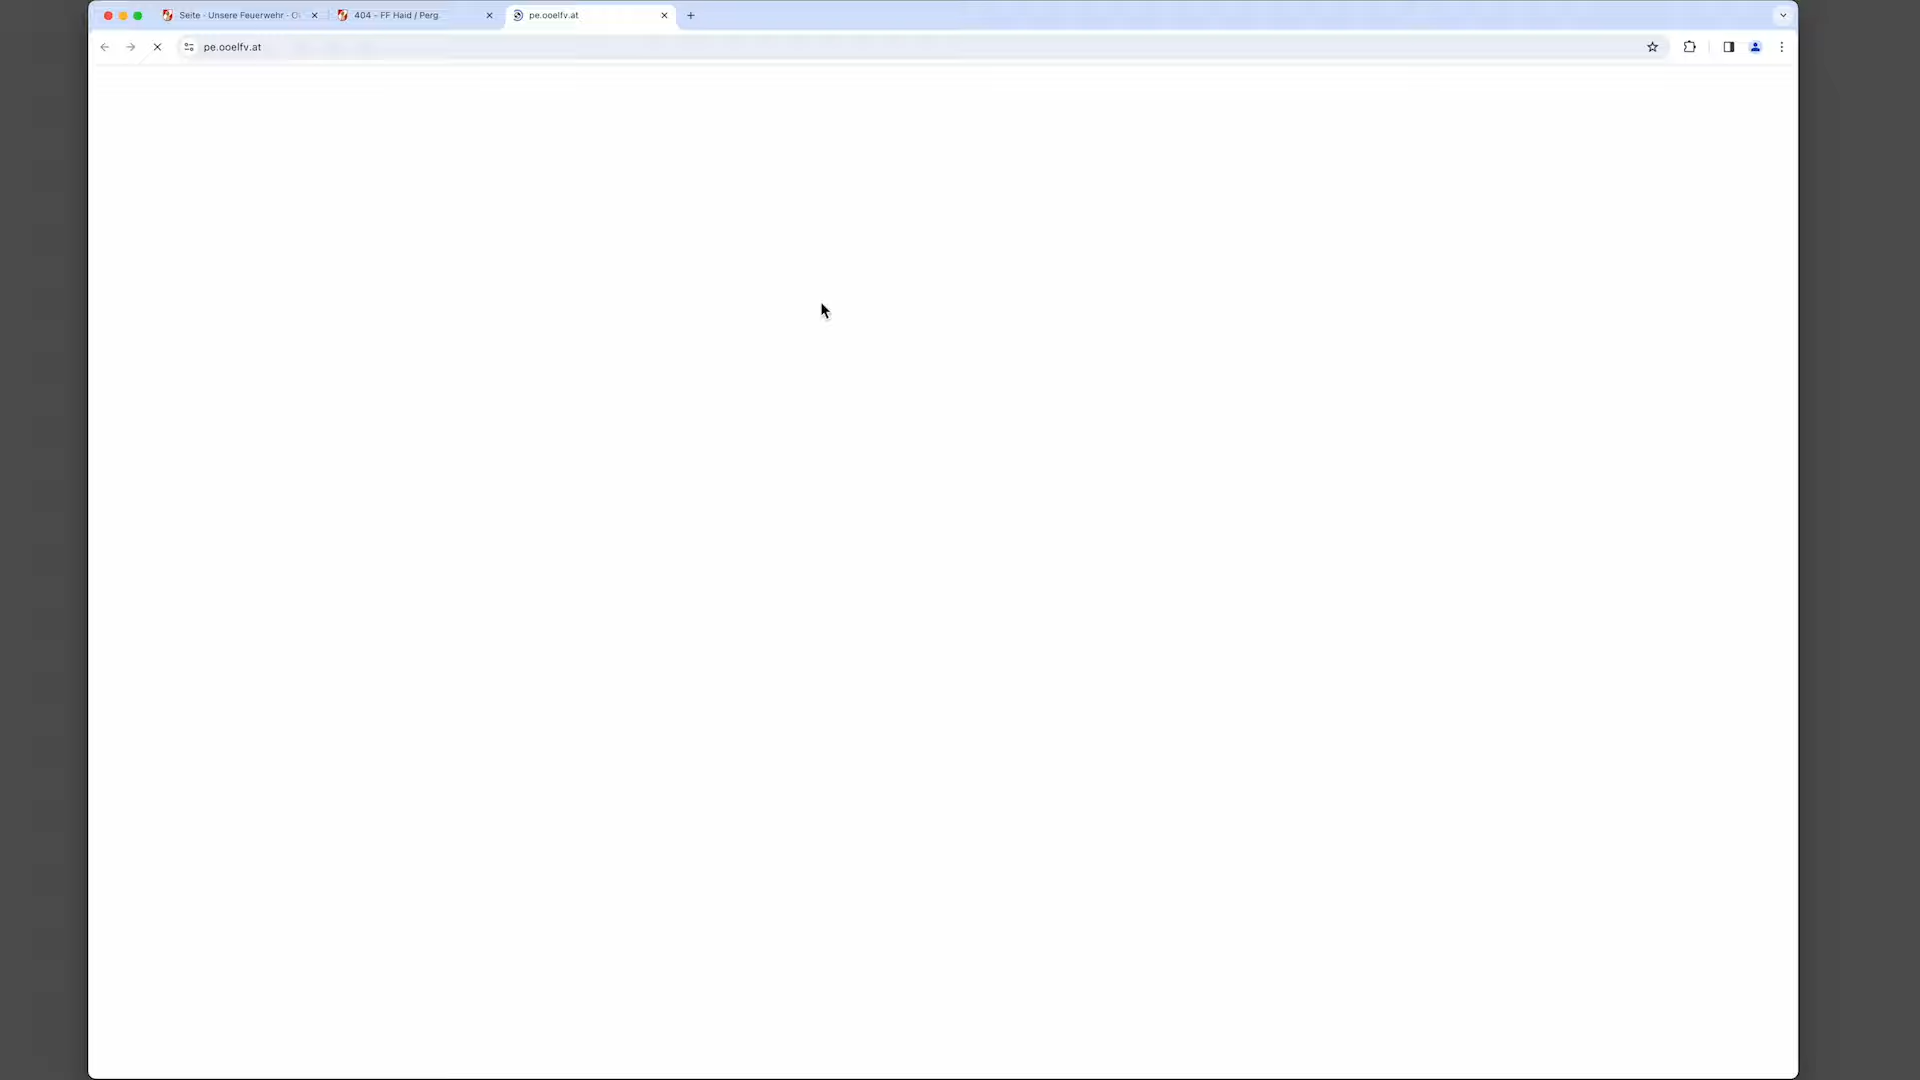 Seite - Unsere Feuerwehr -
404 – FF Haid / Perg
pe.ooelfv.at
pe.ooelfv.at